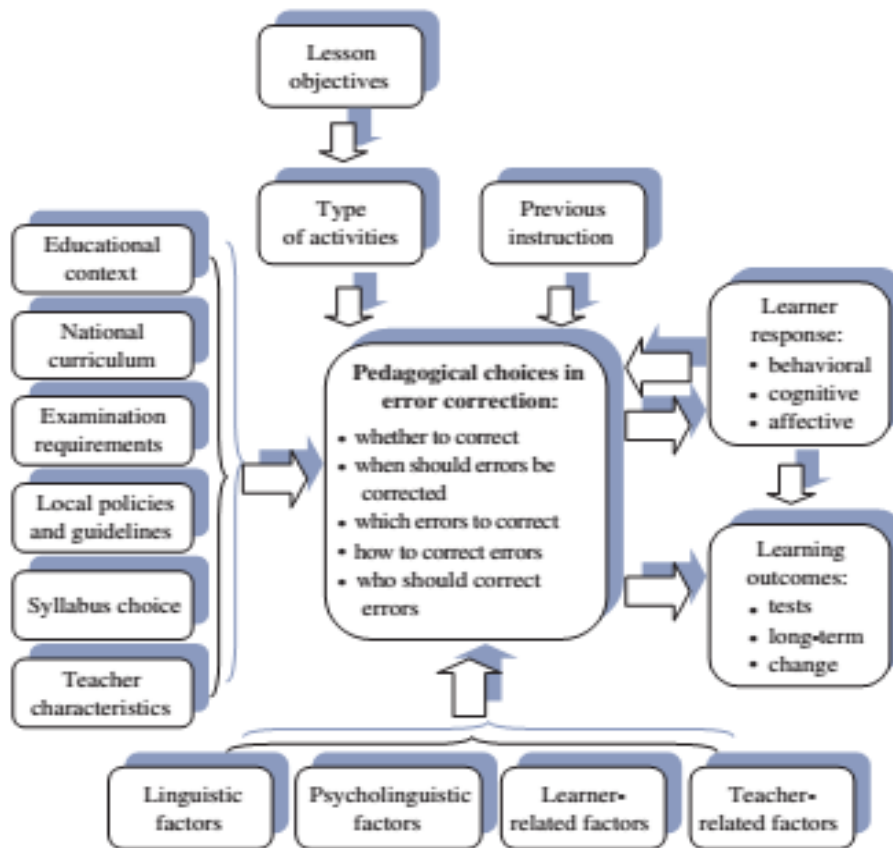 Lesson
objectives
Type
of activities
Previous
instruction
Educational
context
National
curriculum
Examination
requirements
Local policies
and guidelines
Syllabus choice
Teacher
characteristics
Pedagogical choices in
error correction:
• whether to correct
• when should errors be
corrected
• which errors to correct
• how to correct errors
• who should correct
errors
Learner
response:
• behavioral
• cognitive
• affective
Learning
outcomes:
• tests
• long-term
• change
Linguistic
factors
Psycholinguistic
factors
Learner-
related factors
Teacher-
related factors